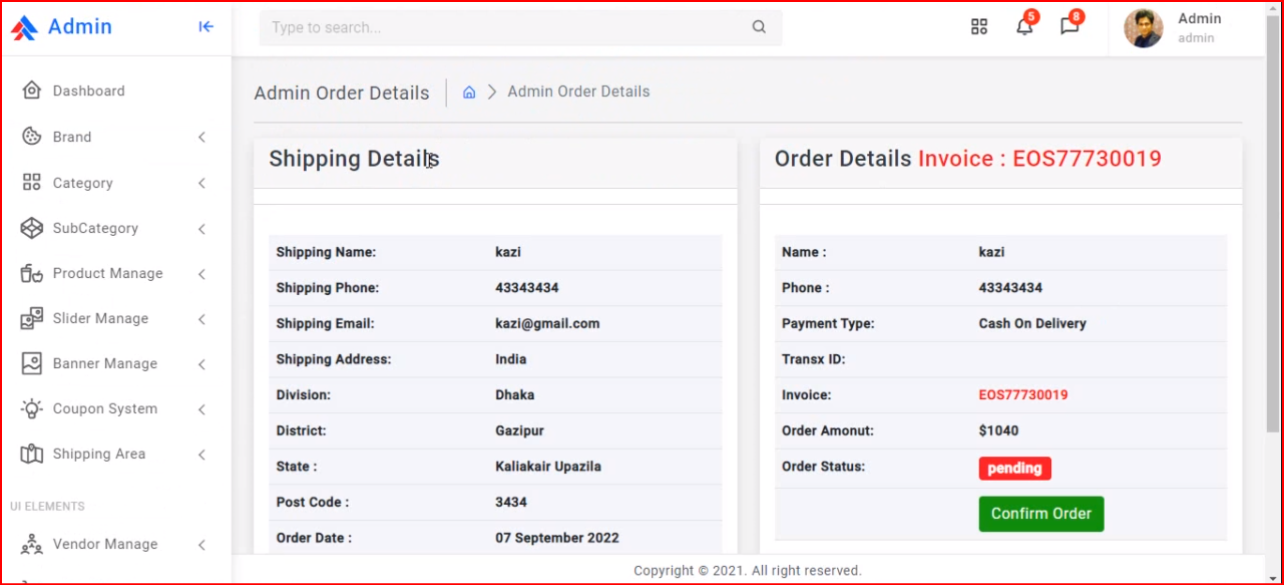 Admin
Type to search...
5
8
Admin
admin
Dashboard
Brand
Category
SubCategory
Product Manage
Slider Manage
Banner Manage
Coupon System
Shipping Area
UI ELEMENTS
Vendor Manage
Admin Order Details
Admin Order Details
Shipping Details
Shipping Name: kazi
Shipping Phone: 43343434
Shipping Email: kazi@gmail.com
Shipping Address: India
Division: Dhaka
District: Gazipur
State : Kaliakair Upazila
Post Code : 3434
Order Date : 07 September 2022
Order Details Invoice : EOS77730019
Name : kazi
Phone : 43343434
Payment Type: Cash On Delivery
Transx ID:
Invoice: EOS77730019
Order Amonut: $1040
Order Status: pending
Confirm Order
Copyright © 2021. All right reserved.